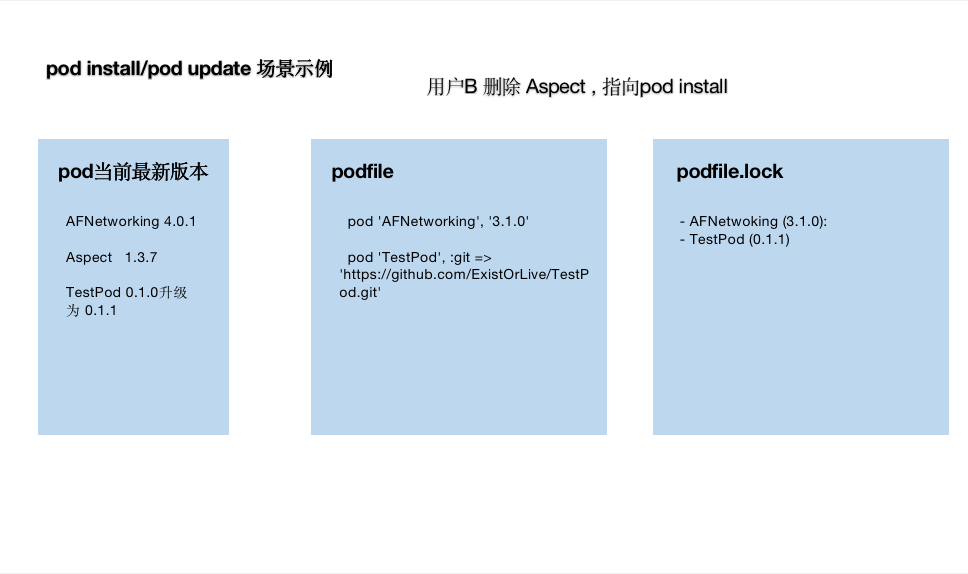 pod install/pod update 场景示例
用户B 删除 Aspect , 指向pod install
pod当前最新版本
AFNetworking 4.0.1
Aspect 1.3.7
TestPod 0.1.0升级
为 0.1.1
podfile
pod 'AFNetworking', '3.1.0'
pod 'TestPod', :git =>
'https://github.com/ExistOrLive/TestP
od.git'
podfile.lock
- AFNetwoking (3.1.0):
- TestPod (0.1.1)